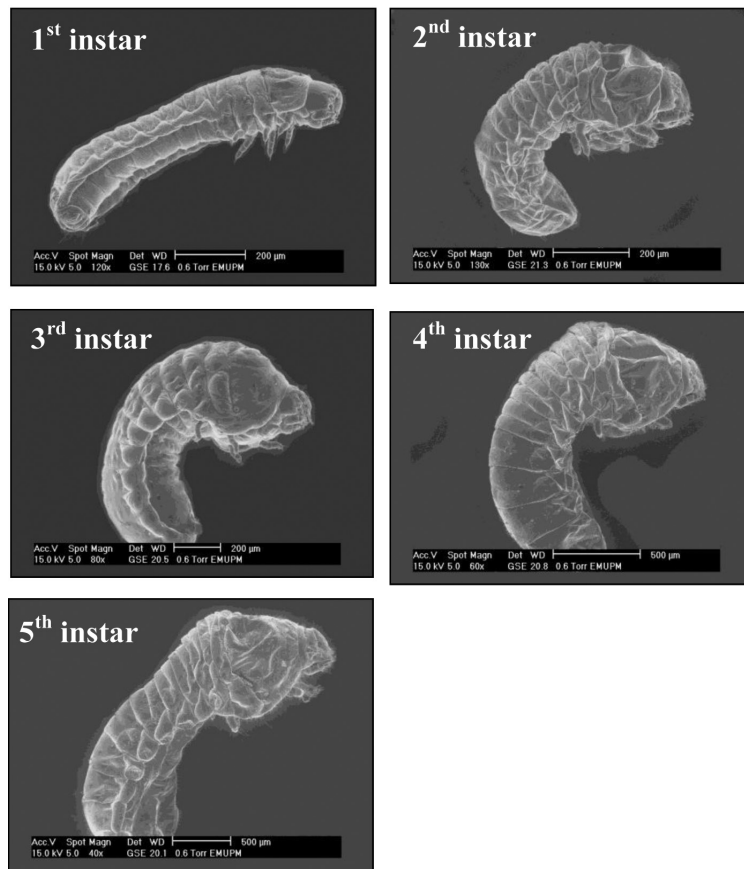 1st instar
Acc.V Spot Magn Det WD 200 µm
15.0 kV 5.0 120x GSE 17.6 0.6 Torr EMUPM
2nd instar
Acc.V Spot Magn Det WD 200 µm
15.0 kV 5.0 130x GSE 21.3 0.6 Torr EMUPM
3rd instar
Acc.V Spot Magn Det WD 200 µm
15.0 kV 5.0 80x GSE 20.5 0.6 Torr EMUPM
4th instar
Acc.V Spot Magn Det WD 500 µm
15.0 kV 5.0 60x GSE 20.8 0.6 Torr EMUPM
5th instar
Acc.V Spot Magn Det WD 500 µm
15.0 kV 5.0 40x GSE 20.1 0.6 Torr EMUPM